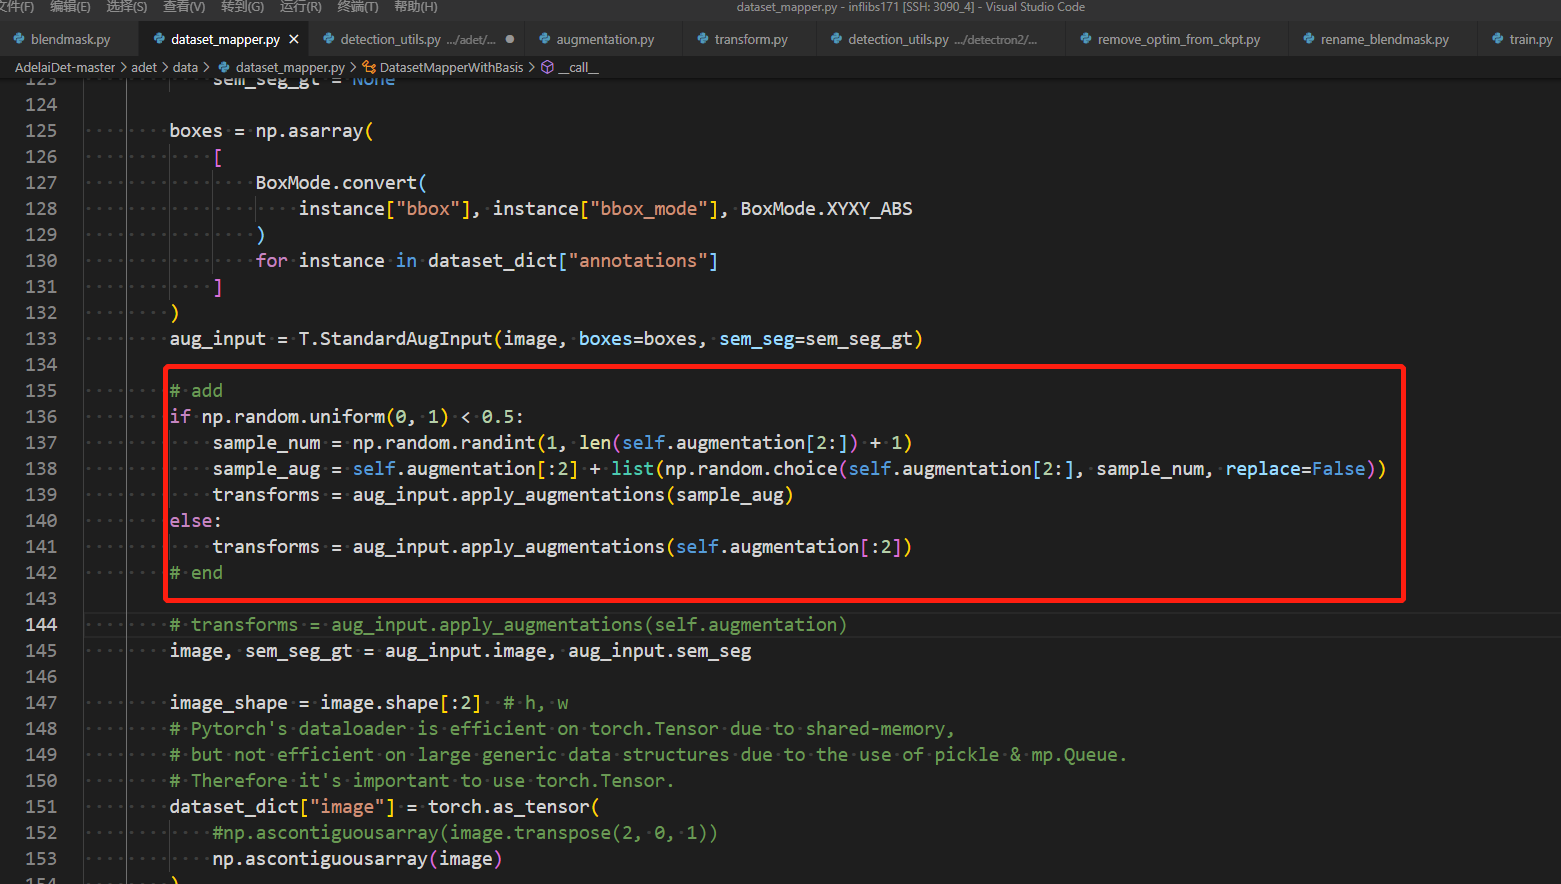 文件(F) 编辑(E) 选择(S) 查看(V) 转到(G) 运行(R) 终端(T) 帮助(H) dataset_mapper.py - inflibs171 [SSH: 3090_4] - Visual Studio Code
blendmask.py dataset_mapper.py × detection_utils.py .../adet/... ● augmentation.py transform.py detection_utils.py .../detectron2/... remove_optim_from_ckpt.py rename_blendmask.py train.py
AdelaiDet-master > adet > data > dataset_mapper.py > DatasetMapperWithBasis > __call__
123 sem_seg_gt = None
124
125 boxes = np.asarray(
126 [
127 BoxMode.convert(
128 instance["bbox"], instance["bbox_mode"], BoxMode.XYXY_ABS
129 )
130 for instance in dataset_dict["annotations"]
131 ]
132 )
133 aug_input = T.StandardAugInput(image, boxes=boxes, sem_seg=sem_seg_gt)
134
135 # add
136 if np.random.uniform(0, 1) < 0.5:
137 sample_num = np.random.randint(1, len(self.augmentation[2:]) + 1)
138 sample_aug = self.augmentation[:2] + list(np.random.choice(self.augmentation[2:], sample_num, replace=False))
139 transforms = aug_input.apply_augmentations(sample_aug)
140 else:
141 transforms = aug_input.apply_augmentations(self.augmentation[:2])
142 # end
143
144 # transforms = aug_input.apply_augmentations(self.augmentation)
145 image, sem_seg_gt = aug_input.image, aug_input.sem_seg
146
147 image_shape = image.shape[:2] # h, w
148 # Pytorch's dataloader is efficient on torch.Tensor due to shared-memory,
149 # but not efficient on large generic data structures due to the use of pickle & mp.Queue.
150 # Therefore it's important to use torch.Tensor.
151 dataset_dict["image"] = torch.as_tensor(
152 #np.ascontiguousarray(image.transpose(2, 0, 1))
153 np.ascontiguousarray(image)
154 )